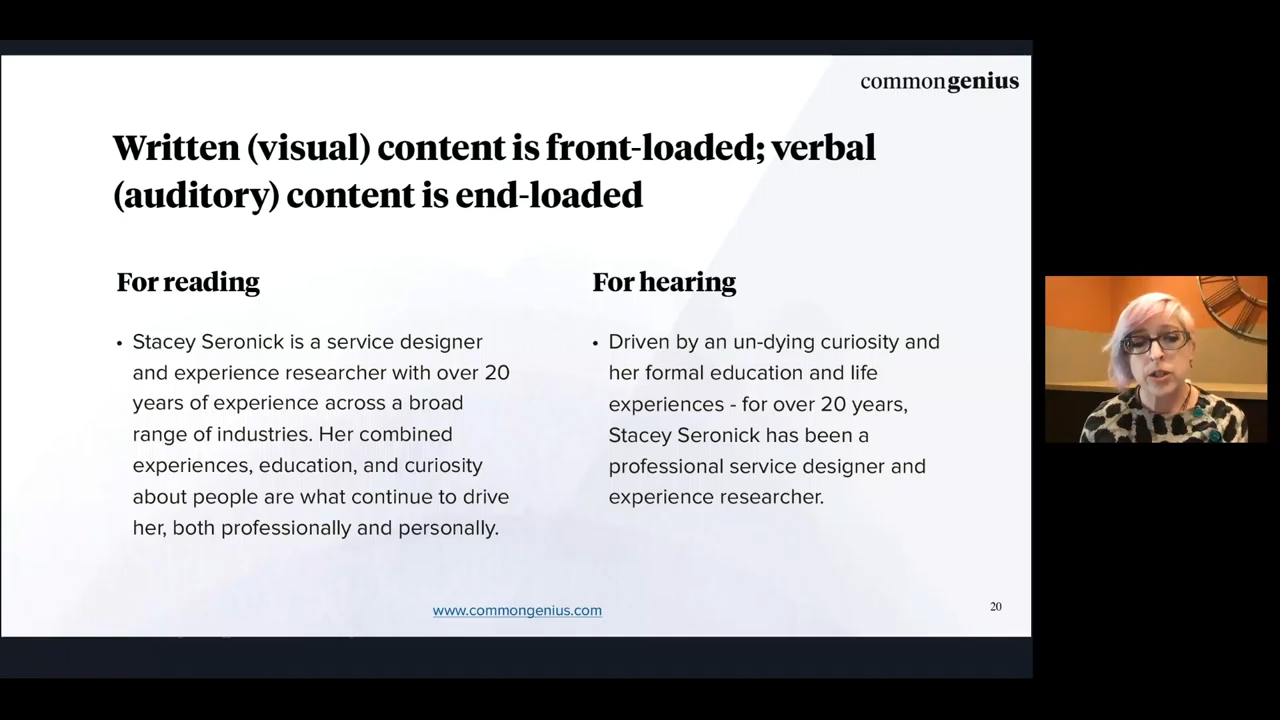 commongenius
Written (visual) content is front-loaded; verbal
(auditory) content is end-loaded
For reading
• Stacey Seronick is a service designer
and experience researcher with over 20
years of experience across a broad
range of industries. Her combined
experiences, education, and curiosity
about people are what continue to drive
her, both professionally and personally.
For hearing
• Driven by an un-dying curiosity and
her formal education and life
experiences - for over 20 years,
Stacey Seronick has been a
professional service designer and
experience researcher.
www.commongenius.com
20